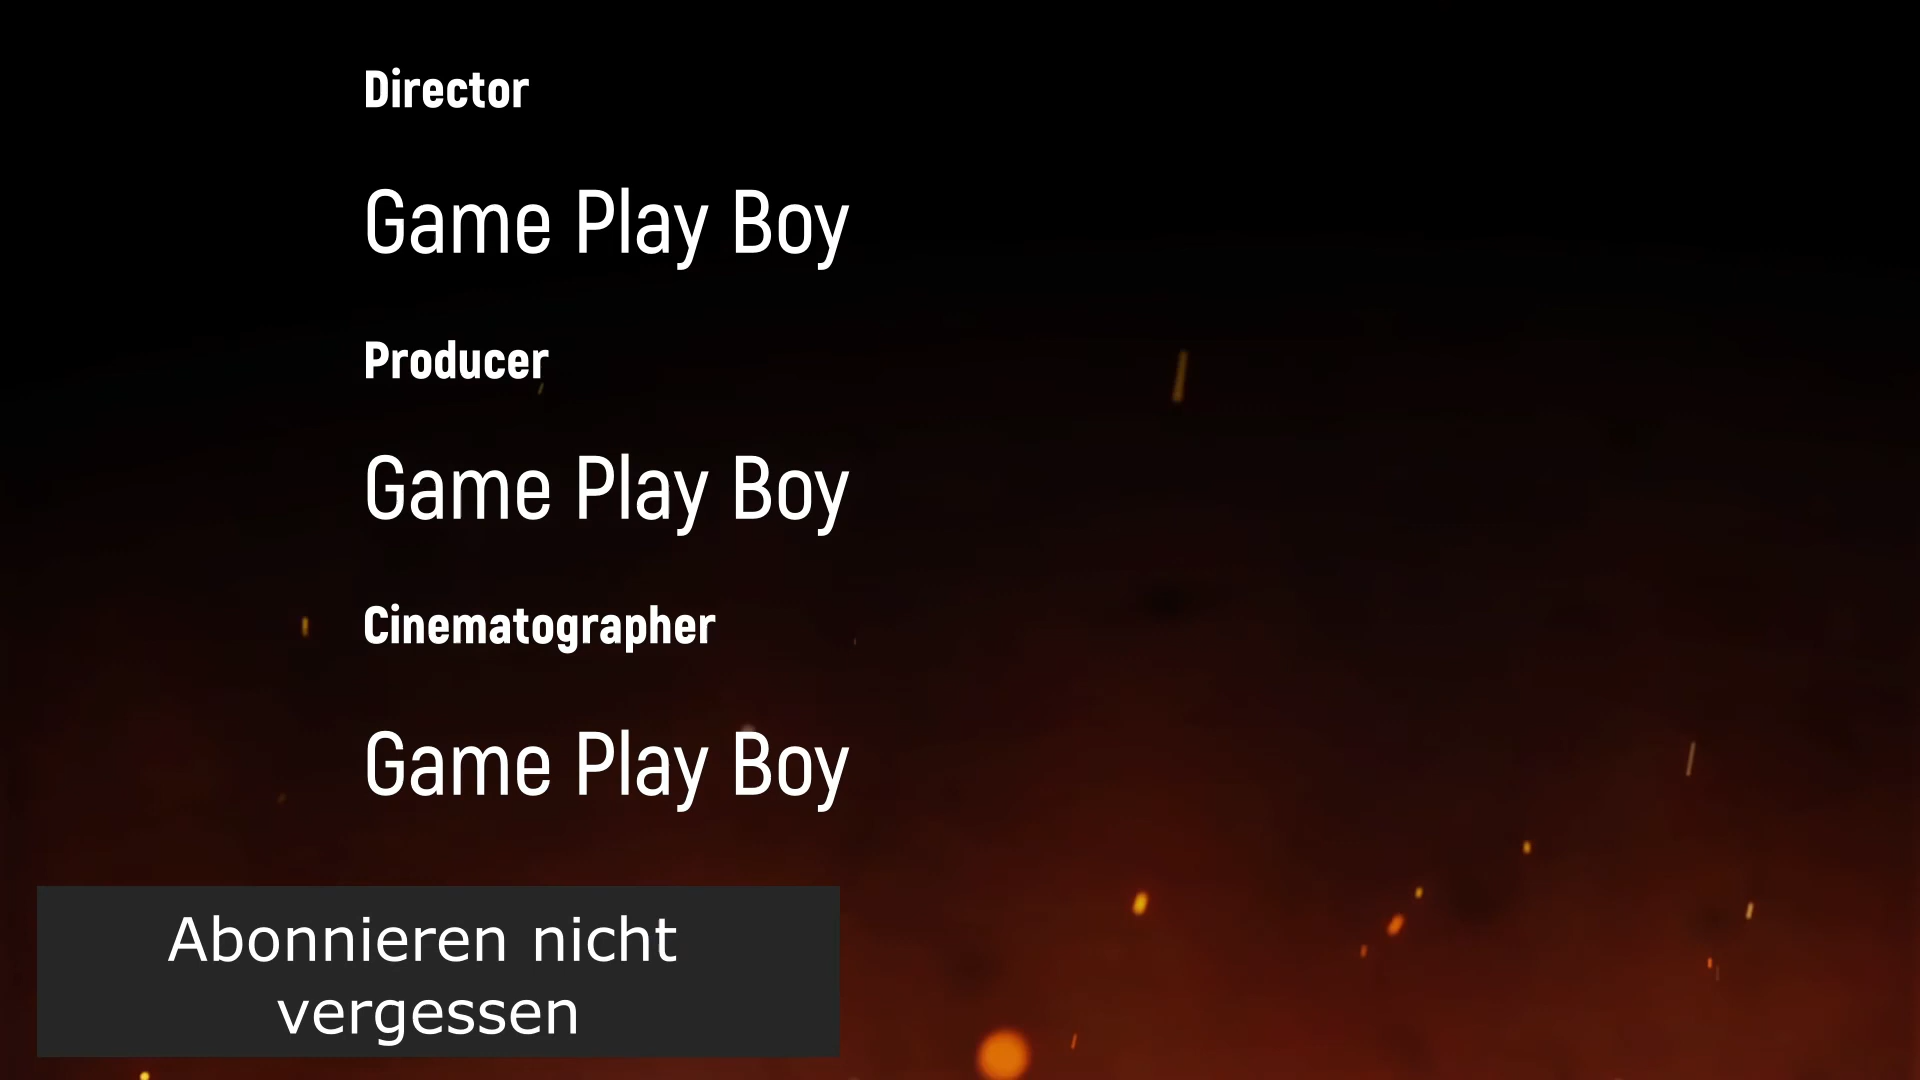 Director
Game Play Boy
Producer
Game Play Boy
Cinematographer
Game Play Boy
Abonnieren nicht
vergessen